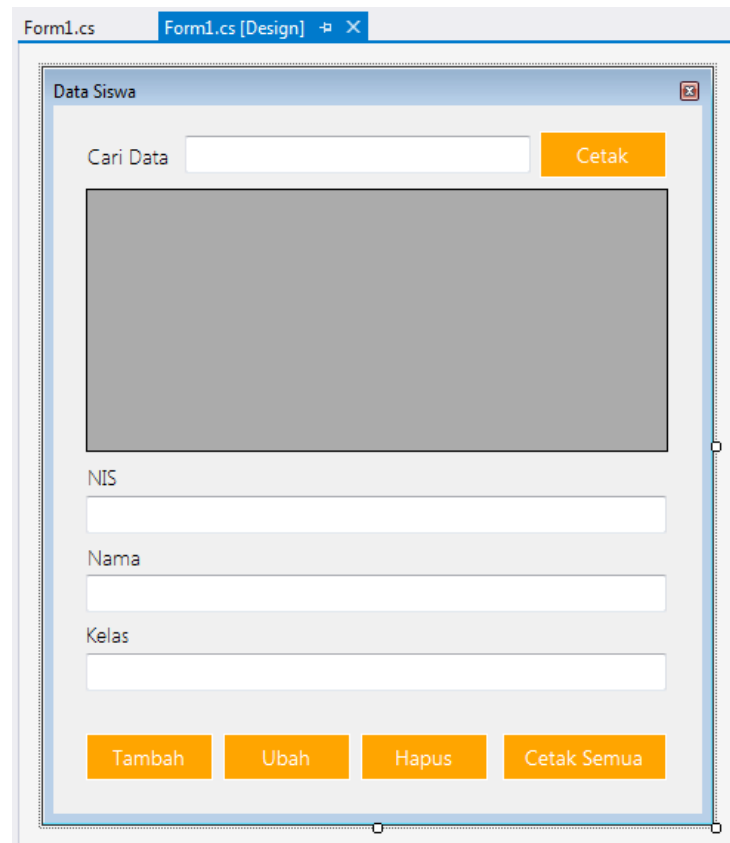 Form1.cs Form1.cs [Design]
Data Siswa
Cari Data Cetak
NIS
Nama
Kelas
Tambah Ubah Hapus Cetak Semua